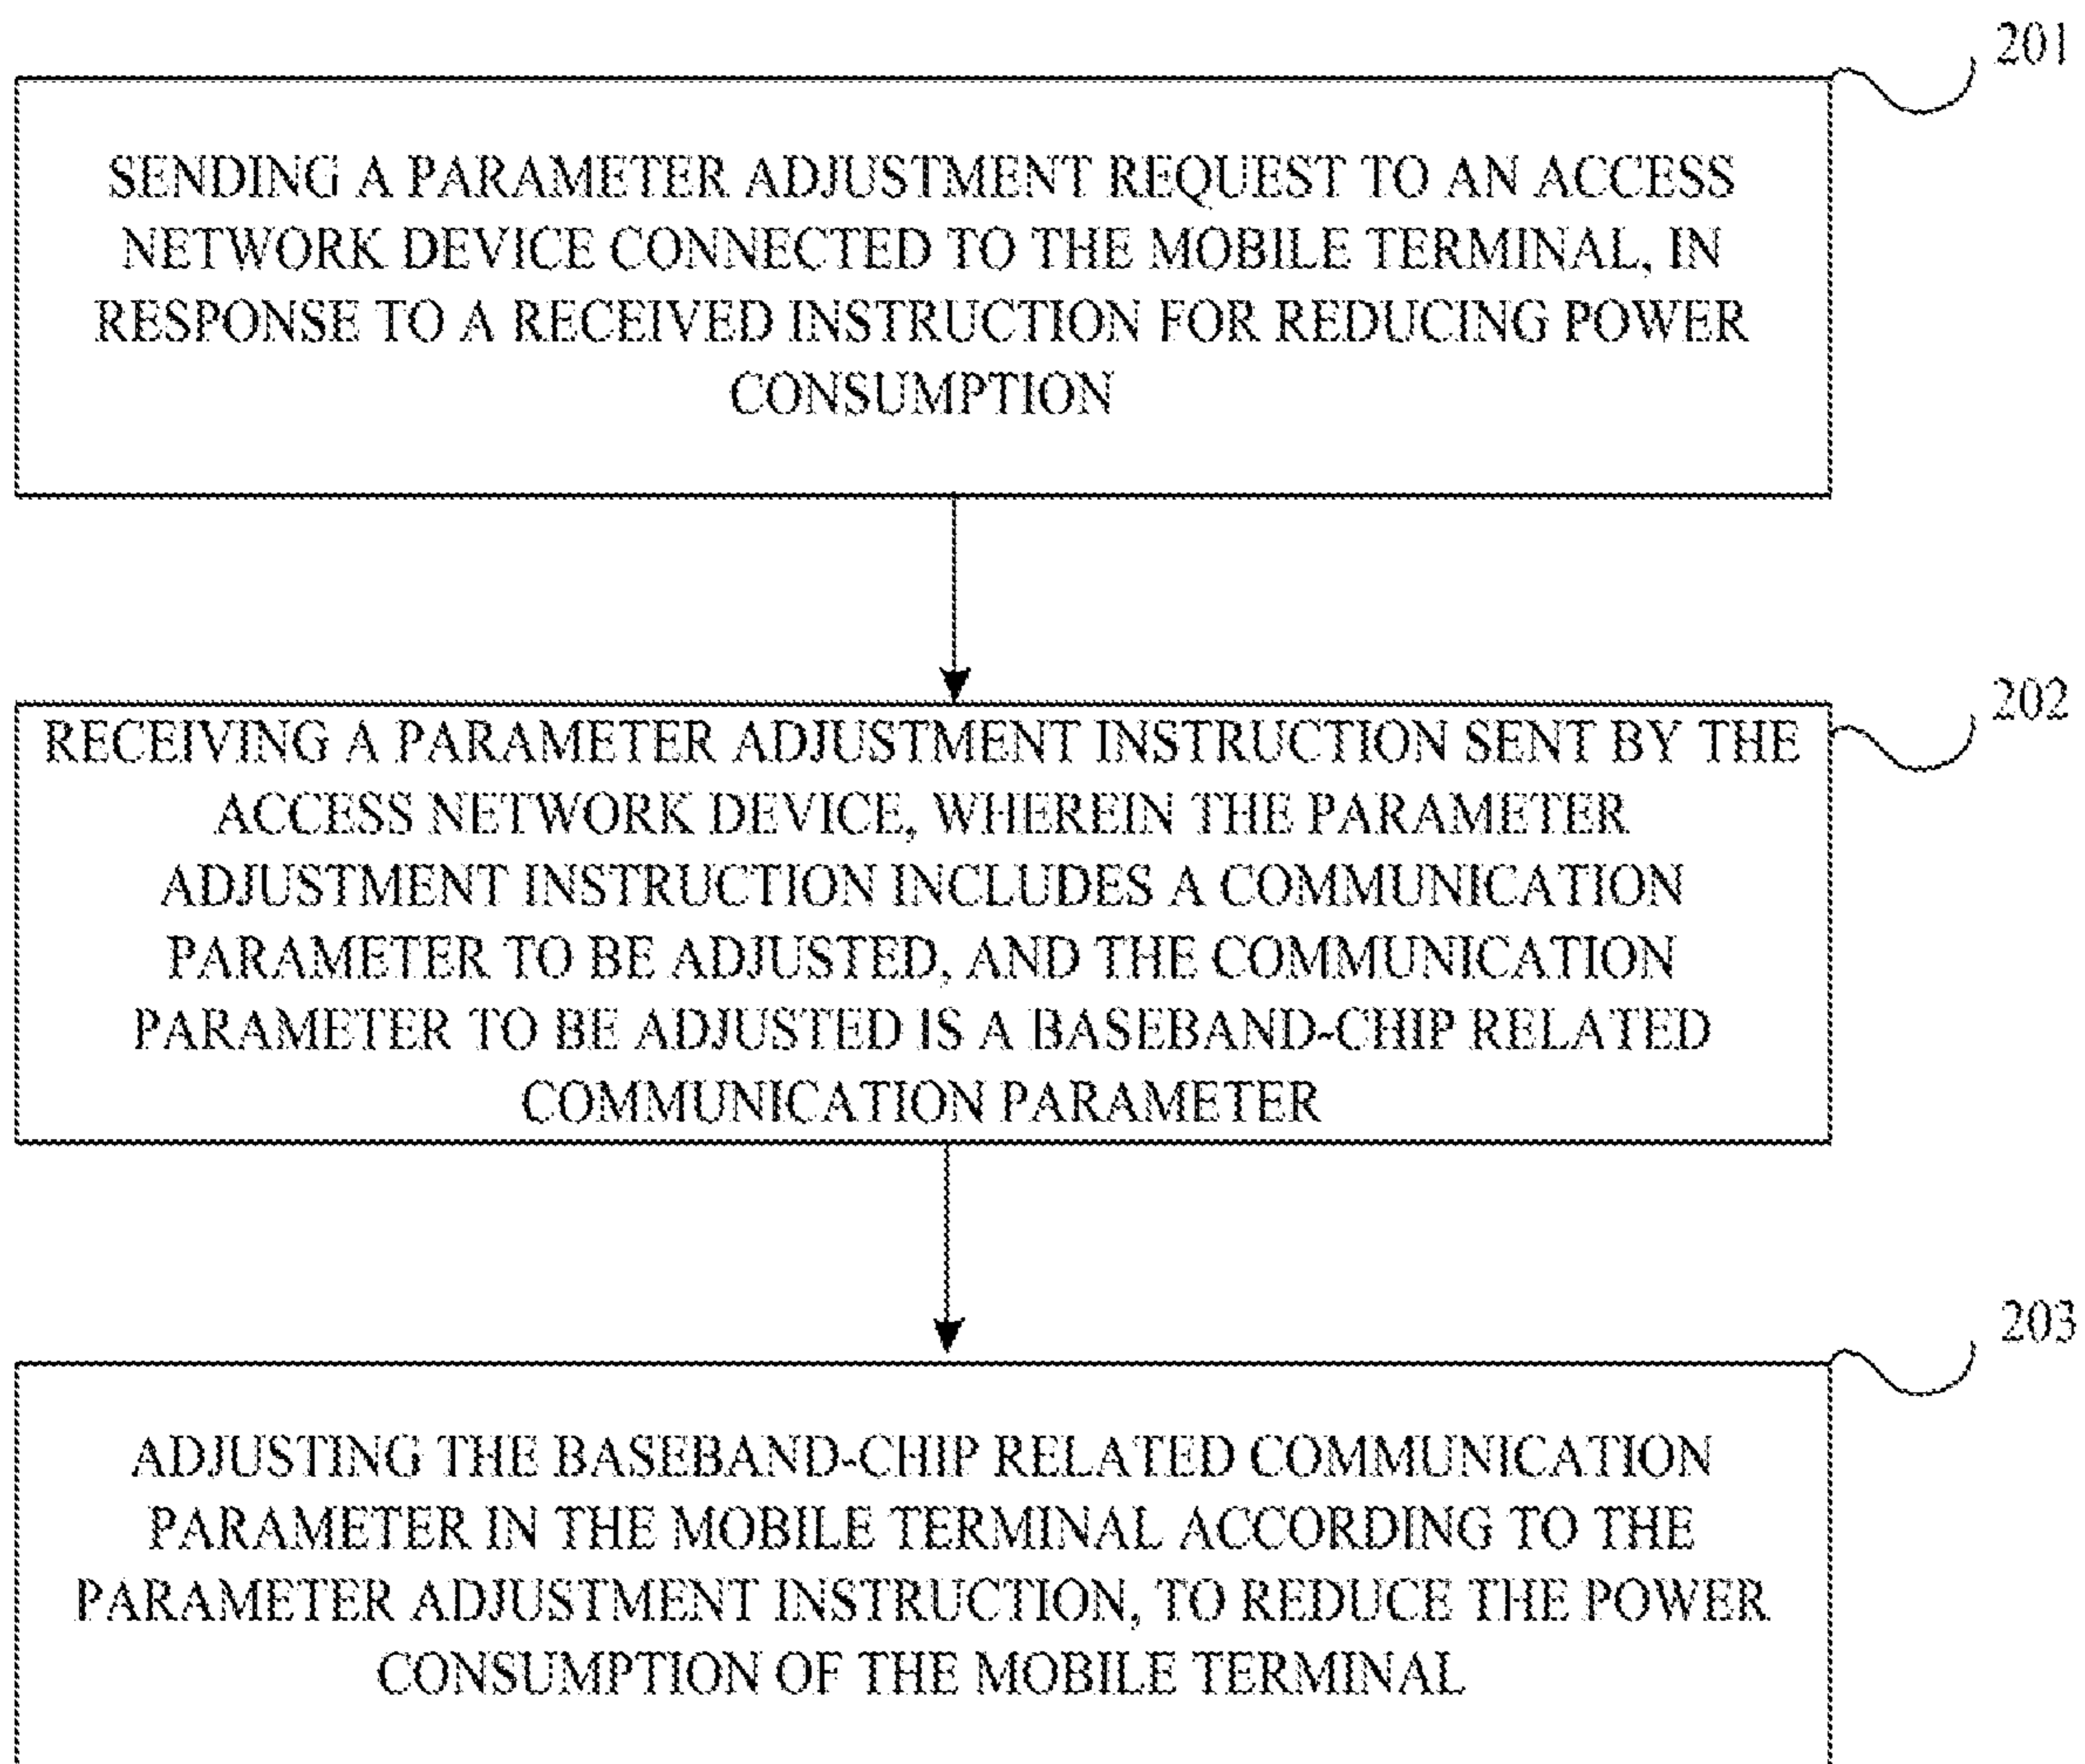 201
SENDING A PARAMETER ADJUSTMENT REQUEST TO AN ACCESS
NETWORK DEVICE CONNECTED TO THE MOBILE TERMINAL, IN
RESPONSE TO A RECEIVED INSTRUCTION FOR REDUCING POWER
CONSUMPTION
202
RECEIVING A PARAMETER ADJUSTMENT INSTRUCTION SENT BY THE
ACCESS NETWORK DEVICE, WHEREIN THE PARAMETER
ADJUSTMENT INSTRUCTION INCLUDES A COMMUNICATION
PARAMETER TO BE ADJUSTED, AND THE COMMUNICATION
PARAMETER TO BE ADJUSTED IS A BASEBAND-CHIP RELATED
COMMUNICATION PARAMETER
203
ADJUSTING THE BASEBAND-CHIP RELATED COMMUNICATION
PARAMETER IN THE MOBILE TERMINAL ACCORDING TO THE
PARAMETER ADJUSTMENT INSTRUCTION, TO REDUCE THE POWER
CONSUMPTION OF THE MOBILE TERMINAL